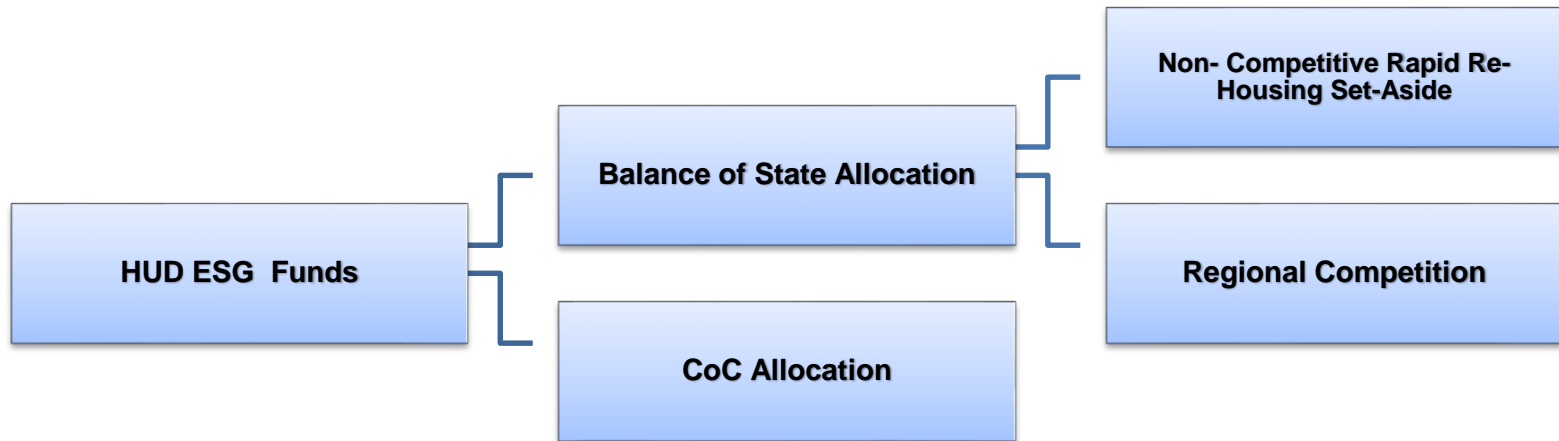 HUD ESG  Funds
Balance of State Allocation
CoC Allocation
Non- Competitive Rapid Re-
Housing Set-Aside
Regional Competition